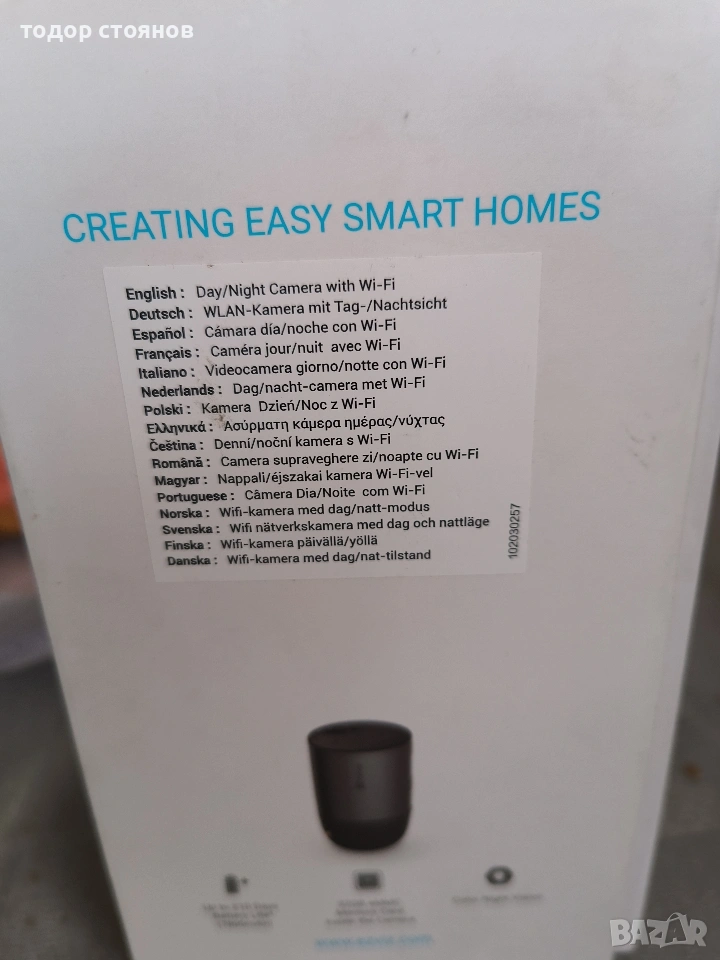 тодор стоянов
CREATING EASY SMART HOMES
English : Day/Night Camera with Wi-Fi
Deutsch : WLAN-Kamera mit Tag-/Nachtsicht
Español : Cámara día/noche con Wi-Fi
Français : Caméra jour/nuit avec Wi-Fi
Italiano : Videocamera giorno/notte con Wi-Fi
Nederlands : Dag/nacht-camera met Wi-Fi
Polski : Kamera Dzień/Noc z Wi-Fi
Ελληνικά : Ασύρματη κάμερα ημέρας/νύχτας
Čeština : Denní/noční kamera s Wi-Fi
Română : Camera supraveghere zi/noapte cu Wi-Fi
Magyar : Nappali/éjszakai kamera Wi-Fi-vel
Portuguese : Câmera Dia/Noite com Wi-Fi
Norska : Wifi-kamera med dag/natt-modus
Svenska : Wifi nätverkskamera med dag och nattläge
Finska : Wifi-kamera päivällä/yöllä
Danska : Wifi-kamera med dag/nat-tilstand
102030257
BAZAR